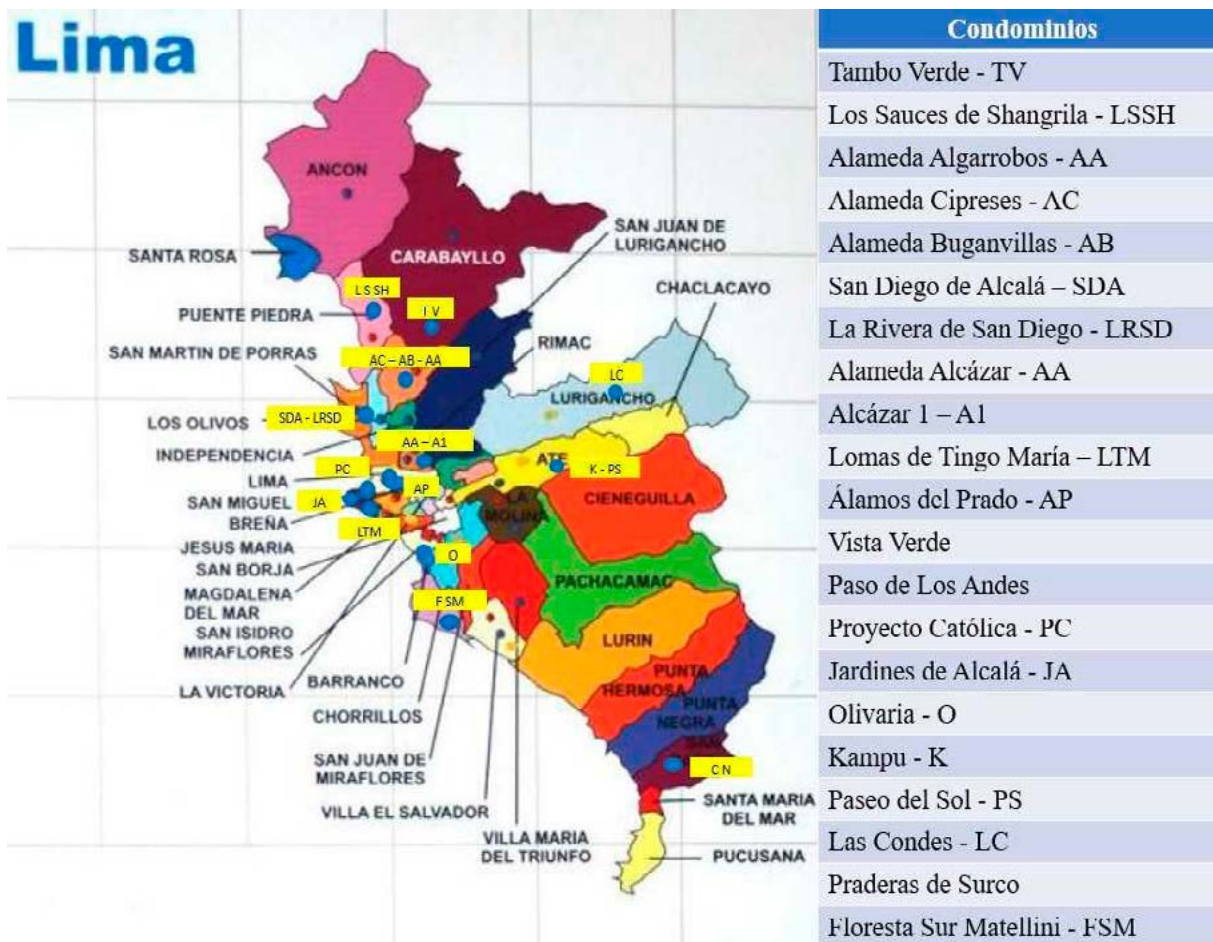 Lima
ANCON
SANTA ROSA
CARABAYLLO
SAN JUAN DE
LURIGANCHO
CHACLACAYO
LSSH
PUENTE PIEDRA
TV
SAN MARTIN DE PORRAS
RIMAC
AC – AB - AA
LC
LURIGANCHO
LOS OLIVOS
SDA - LRSD
INDEPENDENCIA
AA – A1
LIMA
PC
ATE
K - PS
SAN MIGUEL
JA
AP
LA
MOLINA
CIENEGUILLA
BREÑA
LTM
JESUS MARIA
SAN BORJA
O
MAGDALENA
DEL MAR
PACHACAMAC
FSM
SAN ISIDRO
MIRAFLORES
LURIN
LA VICTORIA
BARRANCO
PUNTA
HERMOSA
CHORRILLOS
PUNTA
NEGRA
SAN JUAN DE
MIRAFLORES
SAN
CN
VILLA EL SALVADOR
SANTA MARIA
DEL MAR
VILLA MARIA
DEL TRIUNFO
PUCUSANA
Condominios
Tambo Verde - TV
Los Sauces de Shangrila - LSSH
Alameda Algarrobos - AA
Alameda Cipreses - AC
Alameda Buganvillas - AB
San Diego de Alcalá – SDA
La Rivera de San Diego - LRSD
Alameda Alcázar - AA
Alcázar 1 – A1
Lomas de Tingo María – LTM
Álamos del Prado - AP
Vista Verde
Paso de Los Andes
Proyecto Católica - PC
Jardines de Alcalá - JA
Olivaria - O
Kampu - K
Paseo del Sol - PS
Las Condes - LC
Praderas de Surco
Floresta Sur Matellini - FSM